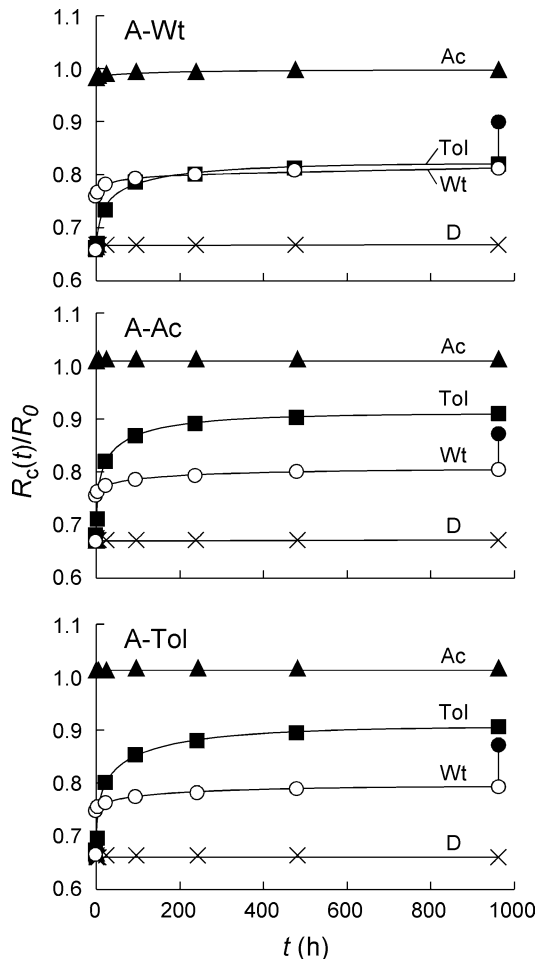 1.1
A-Wt
Ac
1.0
0.9
Tol
0.8
Wt
0.7
D
0.6
1.1
A-Ac
Ac
1.0
Tol
0.9
Wt
0.8
0.7
D
0.6
Rc(t)/R0
1.1
A-Tol
Ac
1.0
Tol
0.9
Wt
0.8
0.7
D
0.6
0 200 400 600 800 1000
t (h)